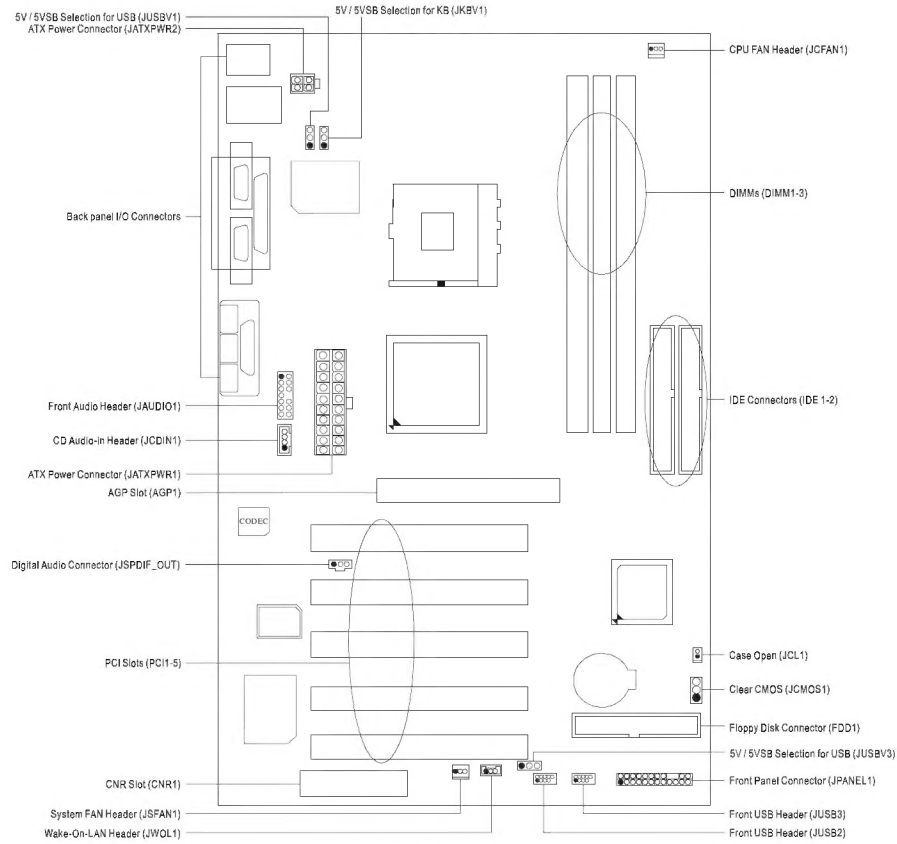 5V / 5VSB Selection for USB (JUSBV1)
5V / 5VSB Selection for KB (JKBV1)
ATX Power Connector (JATXPWR2)
CPU FAN Header (JCFAN1)
DIMMs (DIMM1-3)
Back panel I/O Connectors
IDE Connectors (IDE 1-2)
Front Audio Header (JAUDIO1)
CD Audio-in Header (JCDIN1)
ATX Power Connector (JATXPWR1)
AGP Slot (AGP1)
CODEC
Digital Audio Connector (JSPDIF_OUT)
PCI Slots (PCI1-5)
Case Open (JCL1)
Clear CMOS (JCMOS1)
Floppy Disk Connector (FDD1)
5V / 5VSB Selection for USB (JUSBV3)
CNR Slot (CNR1)
Front Panel Connector (JPANEL1)
System FAN Header (JSFAN1)
Front USB Header (JUSB3)
Wake-On-LAN Header (JWOL1)
Front USB Header (JUSB2)